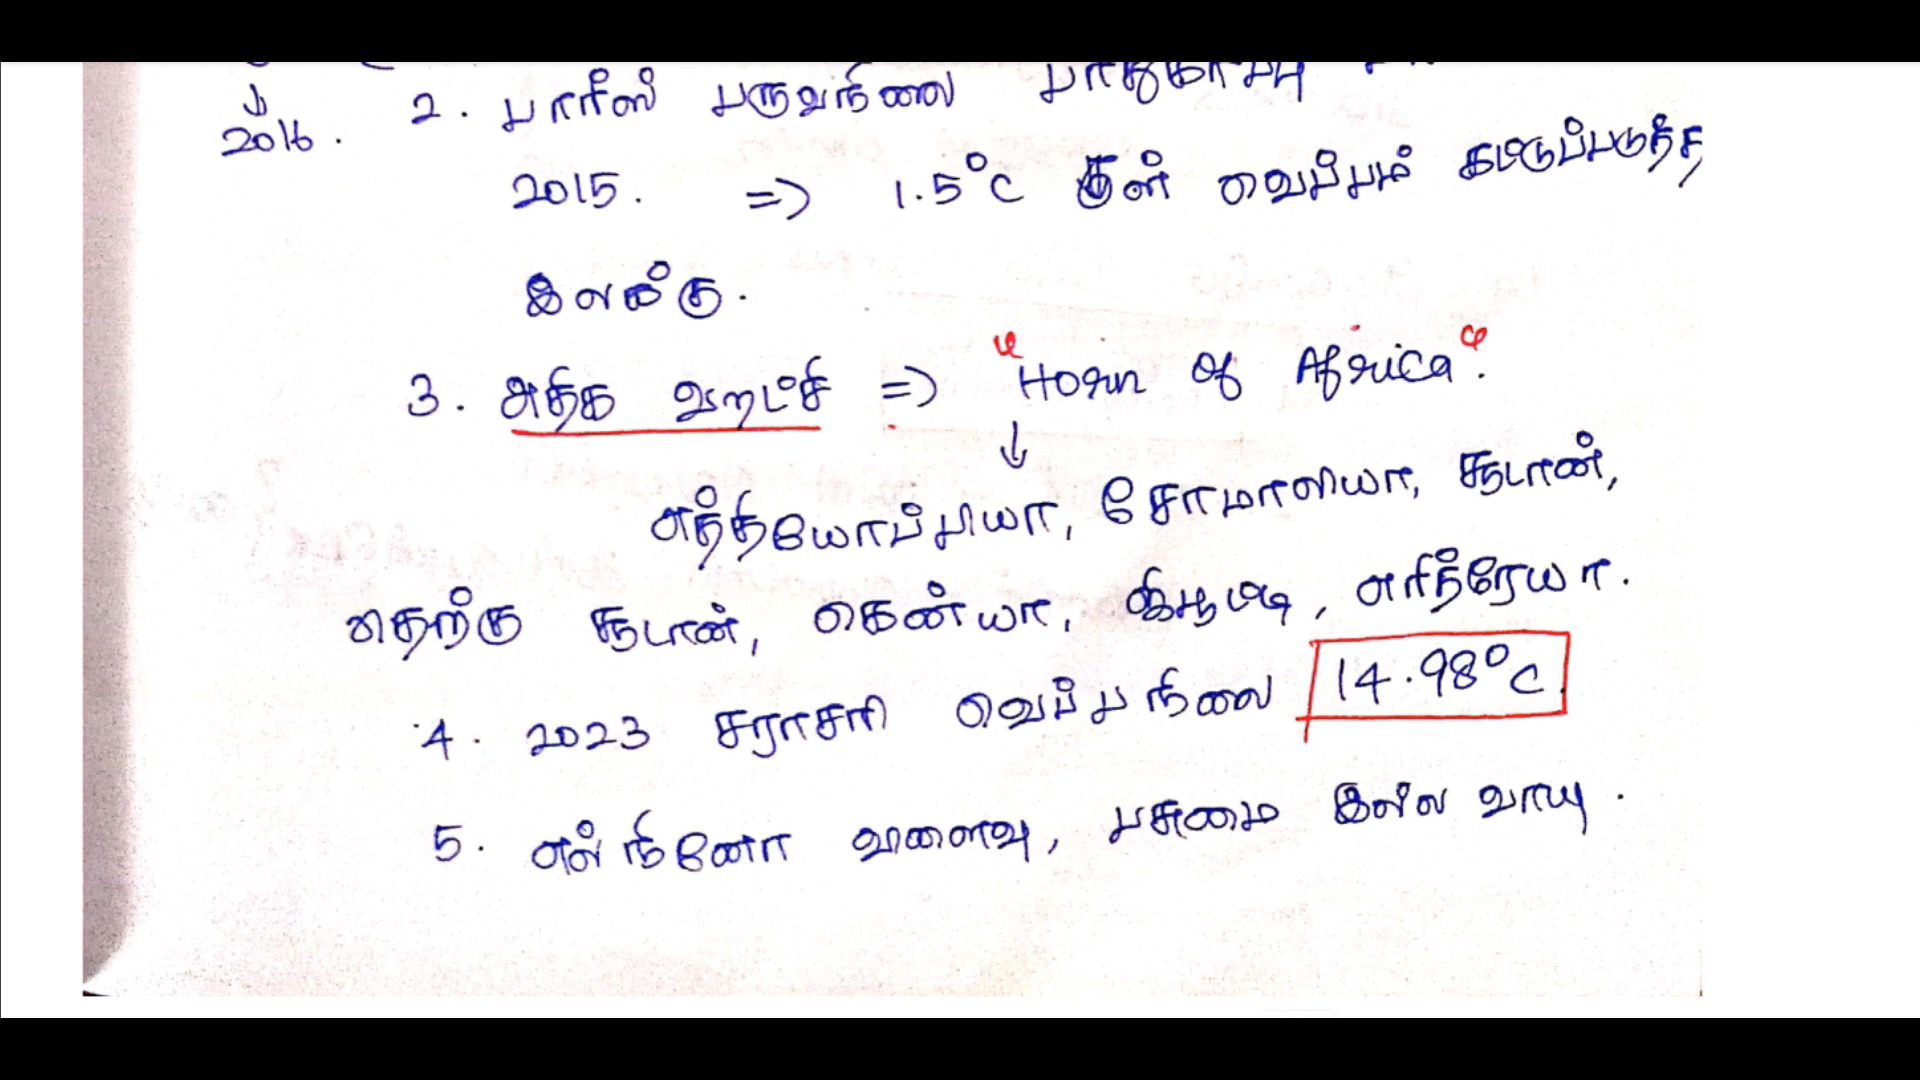 ↓
2016.
2. பாரீஸ் பருவநிலை பாதுகாப்பு
2015. => 1.5°C குள் வெப்பம் கட்டுப்படுத்த
இலக்கு.
3. அதிக வறட்சி => "Horn of Africa".
↓
எத்தியோப்பியா, சோமாலியா, சூடான்,
தெற்கு சூடான், கென்யா, ஜிபூட்டி, எரித்ரேயா.
4. 2023 சராசரி வெப்பநிலை 14.98°C.
5. எல்நினோ வளைவு, பசுமை இல்ல வாயு.